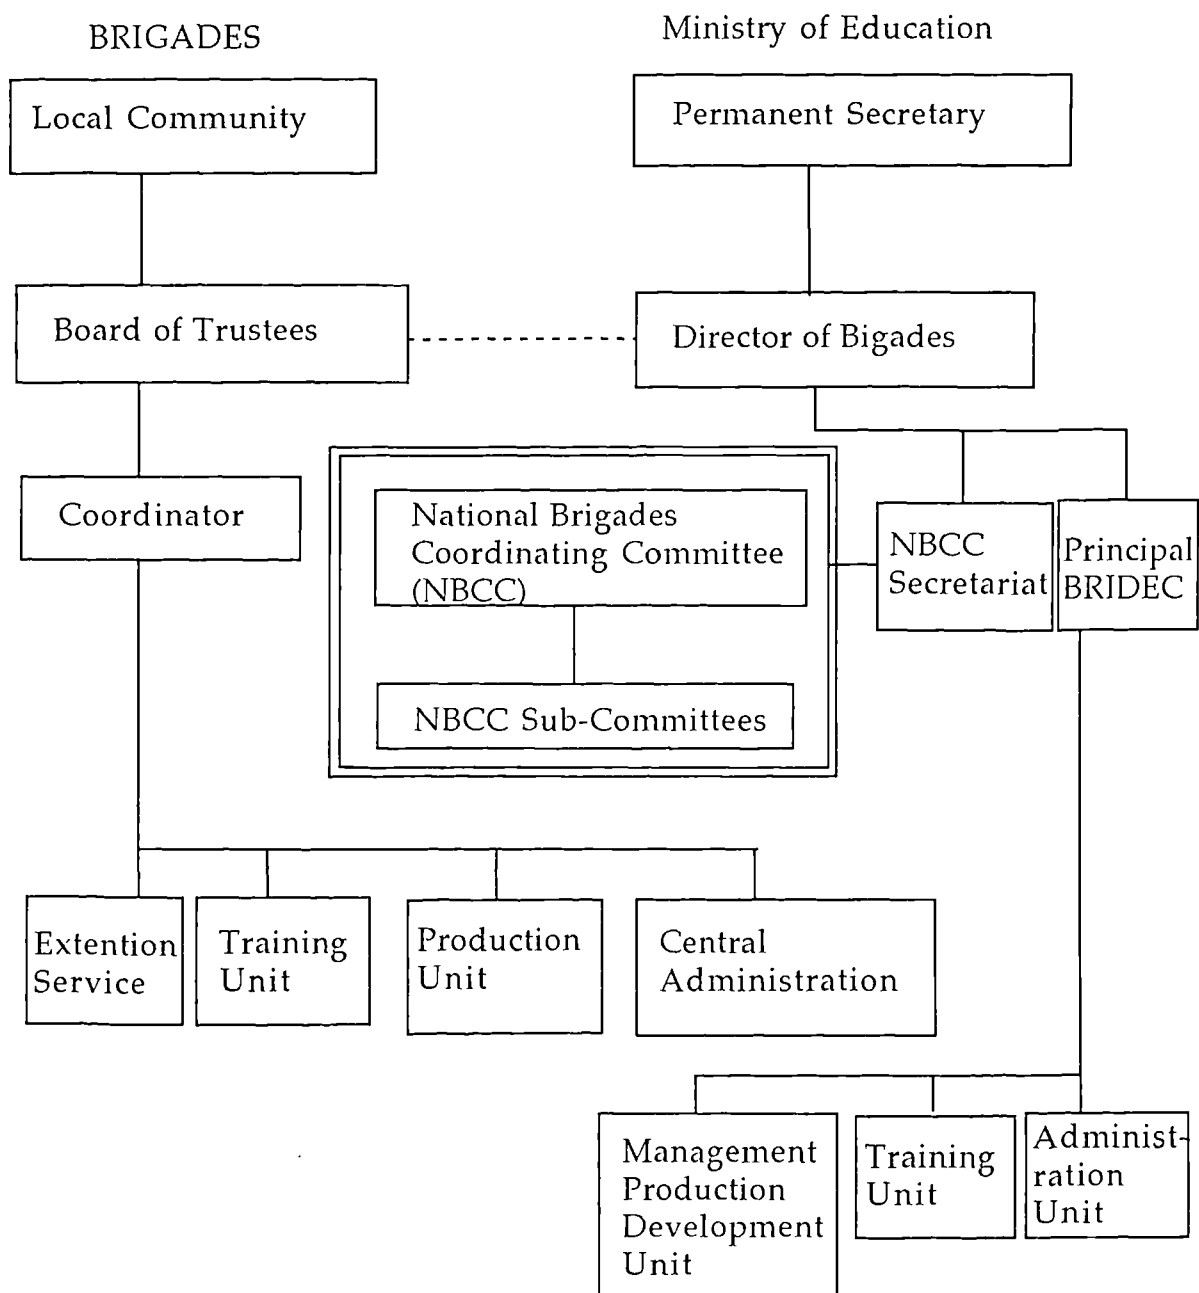 BRIGADES
Ministry of Education
Local Community
Permanent Secretary
Board of Trustees
Director of Bigades
Coordinator
National Brigades
Coordinating Committee
(NBCC)
NBCC
Secretariat
Principal
BRIDEC
NBCC Sub-Committees
Extention
Service
Training
Unit
Production
Unit
Central
Administration
Management
Production
Development
Unit
Training
Unit
Administ-
ration
Unit